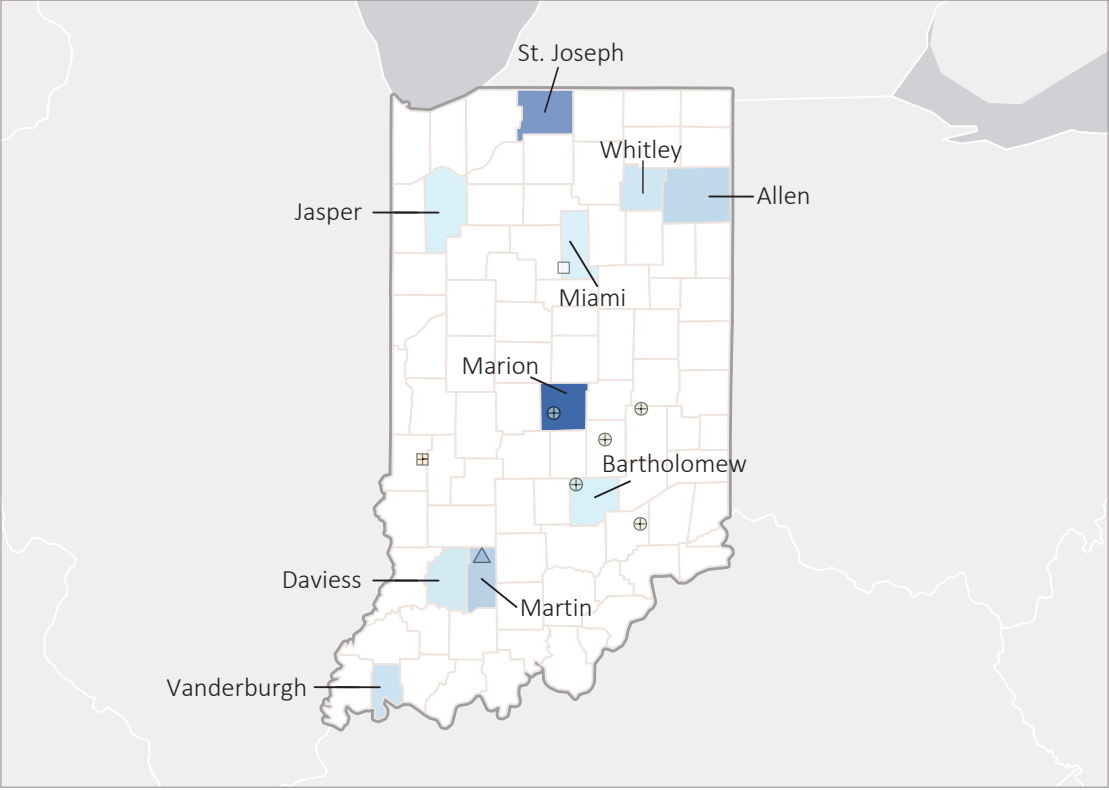 St. Joseph
Whitley
Allen
Jasper
Miami
Marion
Bartholomew
Daviess
Martin
Vanderburgh